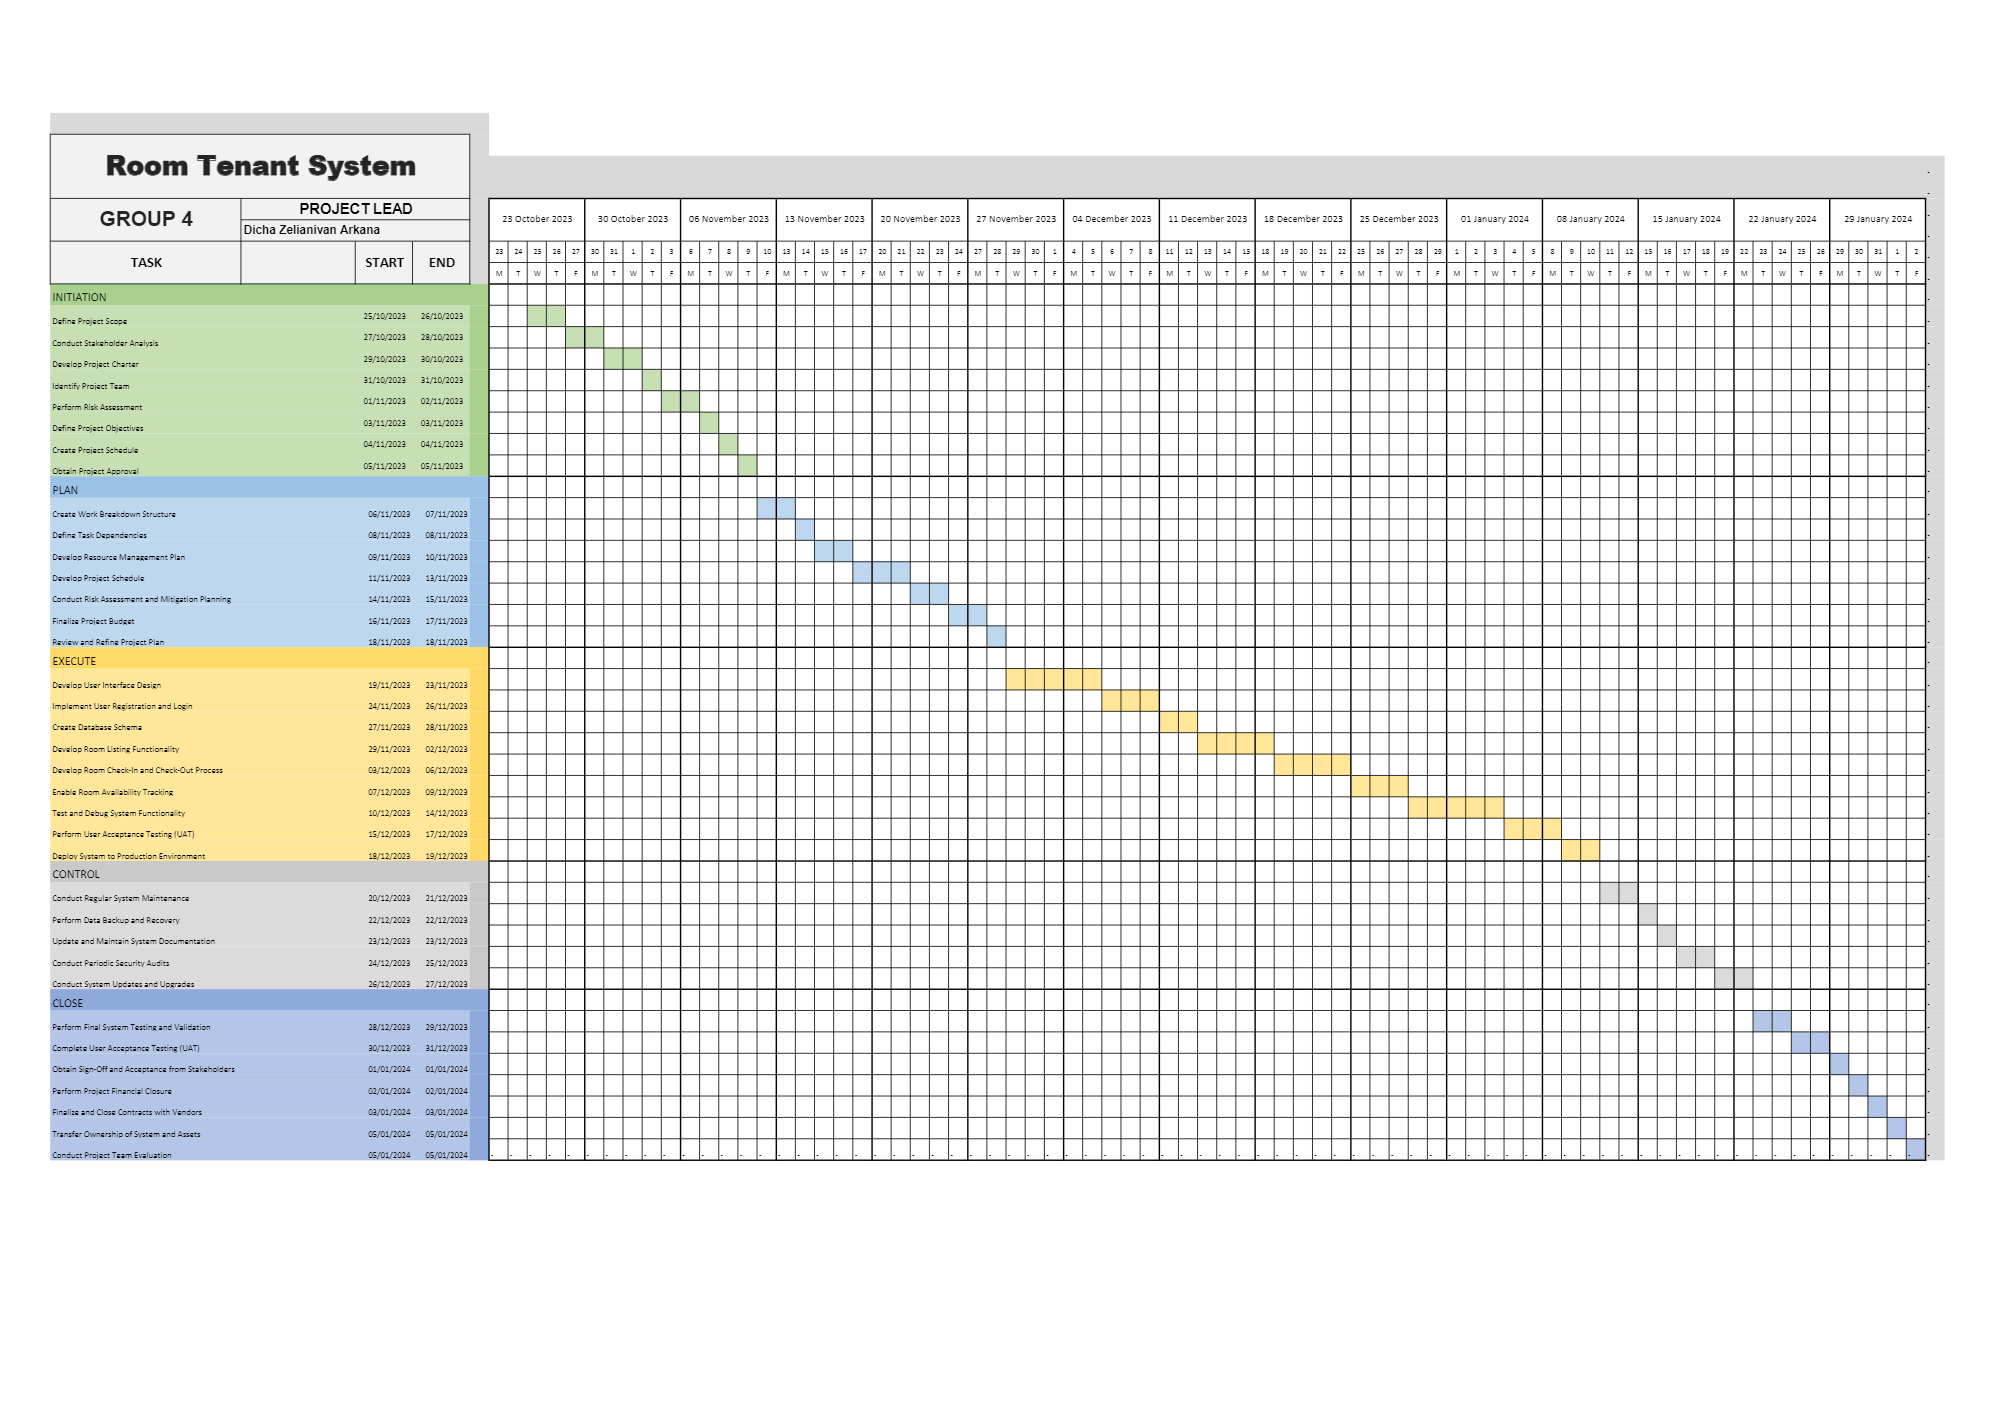 Room Tenant System
GROUP 4
PROJECT LEAD
Dicha Zelianivan Arkana
TASK START END
23 October 2023 30 October 2023 06 November 2023 13 November 2023 20 November 2023 27 November 2023 04 December 2023 11 December 2023 18 December 2023 25 December 2023 01 January 2024 08 January 2024 15 January 2024 22 January 2024 29 January 2024
23 24 25 26 27 30 31 1 2 3 6 7 8 9 10 13 14 15 16 17 20 21 22 23 24 27 28 29 30 1 4 5 6 7 8 11 12 13 14 15 18 19 20 21 22 25 26 27 28 29 1 2 3 4 5 8 9 10 11 12 15 16 17 18 19 22 23 24 25 26 29 30 31 1 2
M T W T F M T W T F M T W T F M T W T F M T W T F M T W T F M T W T F M T W T F M T W T F M T W T F M T W T F M T W T F M T W T F M T W T F M T W T F
INITIATION
Define Project Scope 25/10/2023 26/10/2023
Conduct Stakeholder Analysis 27/10/2023 28/10/2023
Develop Project Charter 29/10/2023 30/10/2023
Identify Project Team 31/10/2023 31/10/2023
Perform Risk Assessment 01/11/2023 02/11/2023
Define Project Objectives 03/11/2023 03/11/2023
Create Project Schedule 04/11/2023 04/11/2023
Obtain Project Approval 05/11/2023 05/11/2023
PLAN
Create Work Breakdown Structure 06/11/2023 07/11/2023
Define Task Dependencies 08/11/2023 08/11/2023
Develop Resource Management Plan 09/11/2023 10/11/2023
Develop Project Schedule 11/11/2023 13/11/2023
Conduct Risk Assessment and Mitigation Planning 14/11/2023 15/11/2023
Finalize Project Budget 16/11/2023 17/11/2023
Review and Refine Project Plan 18/11/2023 18/11/2023
EXECUTE
Develop User Interface Design 19/11/2023 23/11/2023
Implement User Registration and Login 24/11/2023 26/11/2023
Create Database Schema 27/11/2023 28/11/2023
Develop Room Listing Functionality 29/11/2023 02/12/2023
Develop Room Check-In and Check-Out Process 03/12/2023 06/12/2023
Enable Room Availability Tracking 07/12/2023 09/12/2023
Test and Debug System Functionality 10/12/2023 14/12/2023
Perform User Acceptance Testing (UAT) 15/12/2023 17/12/2023
Deploy System to Production Environment 18/12/2023 19/12/2023
CONTROL
Conduct Regular System Maintenance 20/12/2023 21/12/2023
Perform Data Backup and Recovery 22/12/2023 22/12/2023
Update and Maintain System Documentation 23/12/2023 23/12/2023
Conduct Periodic Security Audits 24/12/2023 25/12/2023
Conduct System Updates and Upgrades 26/12/2023 27/12/2023
CLOSE
Perform Final System Testing and Validation 28/12/2023 29/12/2023
Complete User Acceptance Testing (UAT) 30/12/2023 31/12/2023
Obtain Sign-Off and Acceptance from Stakeholders 01/01/2024 01/01/2024
Perform Project Financial Closure 02/01/2024 02/01/2024
Finalize and Close Contracts with Vendors 03/01/2024 03/01/2024
Transfer Ownership of System and Assets 05/01/2024 05/01/2024
Conduct Project Team Evaluation 05/01/2024 05/01/2024